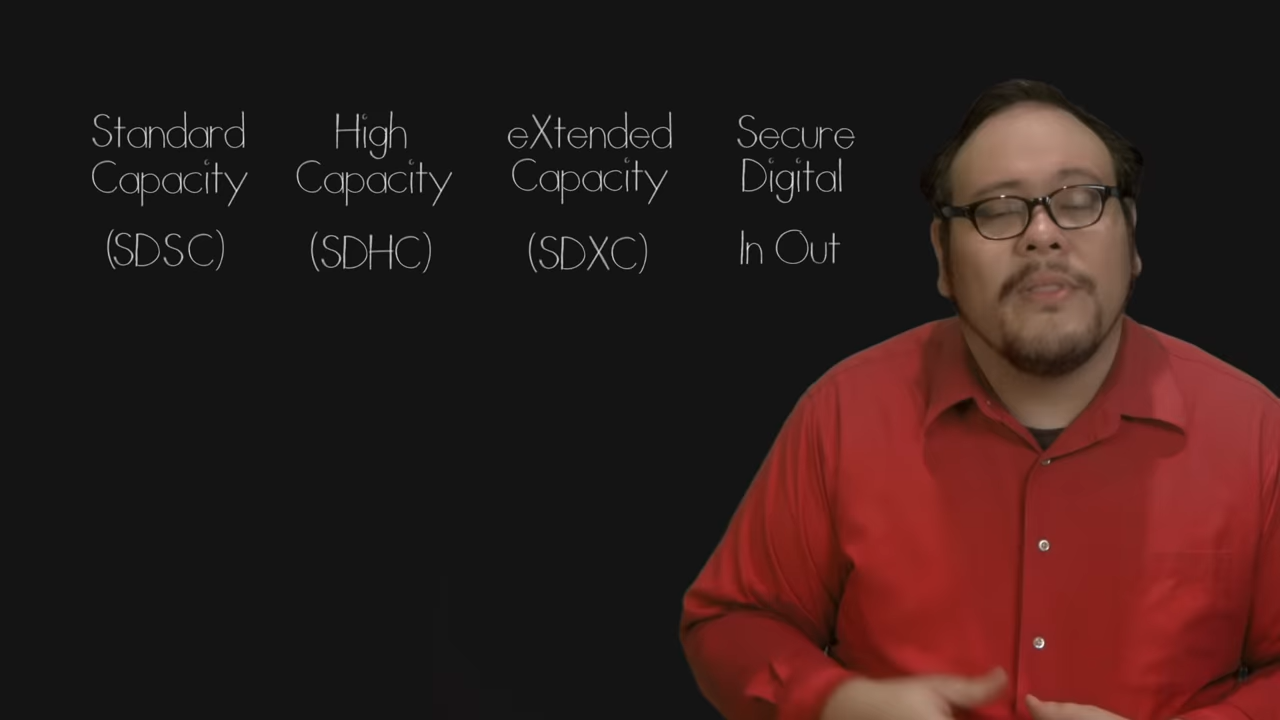 Standard
Capacity
(SDSC)
High
Capacity
(SDHC)
eXtended
Capacity
(SDXC)
Secure
Digital
In Out